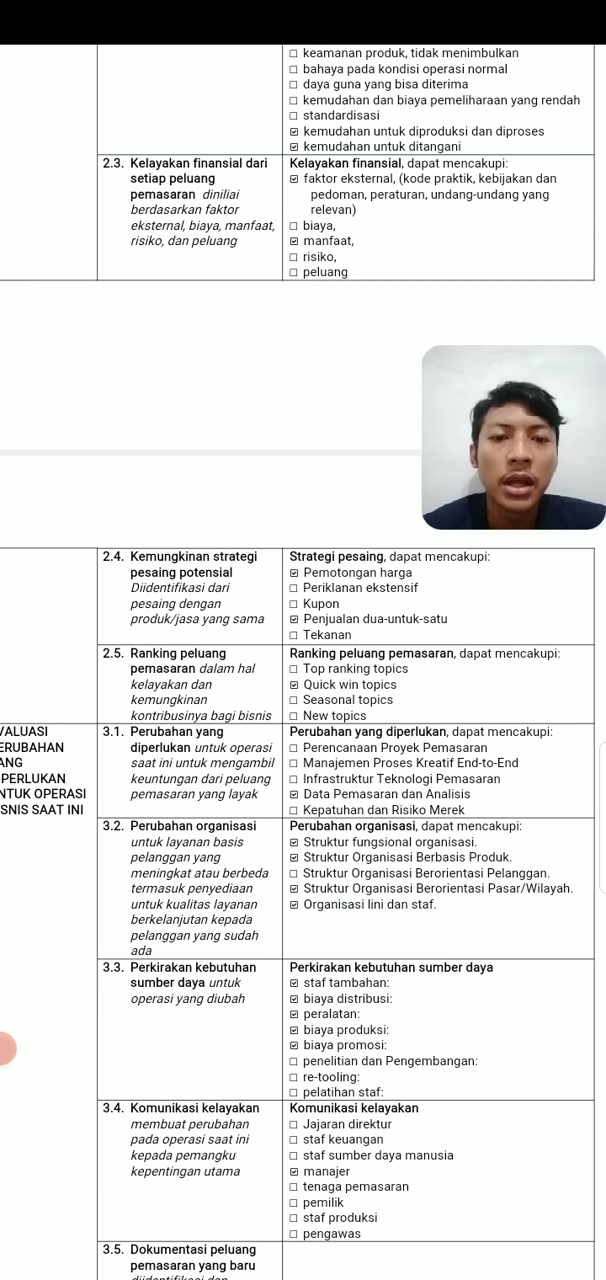 ☐ keamanan produk, tidak menimbulkan
☐ bahaya pada kondisi operasi normal
☐ daya guna yang bisa diterima
☐ kemudahan dan biaya pemeliharaan yang rendah
☐ standardisasi
☑ kemudahan untuk diproduksi dan diproses
☑ kemudahan untuk ditangani
2.3. Kelayakan finansial dari
setiap peluang
pemasaran diniliai
berdasarkan faktor
eksternal, biaya, manfaat,
risiko, dan peluang
Kelayakan finansial, dapat mencakupi:
☑ faktor eksternal, (kode praktik, kebijakan dan
pedoman, peraturan, undang-undang yang
relevan)
☐ biaya,
☑ manfaat,
☐ risiko,
☐ peluang
2.4. Kemungkinan strategi
pesaing potensial
Diidentifikasi dari
pesaing dengan
produk/jasa yang sama
Strategi pesaing, dapat mencakupi:
☑ Pemotongan harga
☐ Periklanan ekstensif
☐ Kupon
☑ Penjualan dua-untuk-satu
☐ Tekanan
2.5. Ranking peluang
pemasaran dalam hal
kelayakan dan
kemungkinan
kontribusinya bagi bisnis
Ranking peluang pemasaran, dapat mencakupi:
☐ Top ranking topics
☑ Quick win topics
☐ Seasonal topics
☐ New topics
VALUASI
ERUBAHAN
ANG
PERLUKAN
NTUK OPERASI
SNIS SAAT INI
3.1. Perubahan yang
diperlukan untuk operasi
saat ini untuk mengambil
keuntungan dari peluang
pemasaran yang layak
Perubahan yang diperlukan, dapat mencakupi:
☐ Perencanaan Proyek Pemasaran
☐ Manajemen Proses Kreatif End-to-End
☐ Infrastruktur Teknologi Pemasaran
☑ Data Pemasaran dan Analisis
☐ Kepatuhan dan Risiko Merek
3.2. Perubahan organisasi
untuk layanan basis
pelanggan yang
meningkat atau berbeda
termasuk penyediaan
untuk kualitas layanan
berkelanjutan kepada
pelanggan yang sudah
ada
Perubahan organisasi, dapat mencakupi:
☑ Struktur fungsional organisasi.
☑ Struktur Organisasi Berbasis Produk.
☐ Struktur Organisasi Berorientasi Pelanggan.
☑ Struktur Organisasi Berorientasi Pasar/Wilayah.
☑ Organisasi lini dan staf.
3.3. Perkirakan kebutuhan
sumber daya untuk
operasi yang diubah
Perkirakan kebutuhan sumber daya
☑ staf tambahan:
☑ biaya distribusi:
☑ peralatan:
☑ biaya produksi:
☑ biaya promosi:
☐ penelitian dan Pengembangan:
☐ re-tooling:
☐ pelatihan staf:
3.4. Komunikasi kelayakan
membuat perubahan
pada operasi saat ini
kepada pemangku
kepentingan utama
Komunikasi kelayakan
☐ Jajaran direktur
☐ staf keuangan
☐ staf sumber daya manusia
☑ manajer
☐ tenaga pemasaran
☐ pemilik
☐ staf produksi
☐ pengawas
3.5. Dokumentasi peluang
pemasaran yang baru